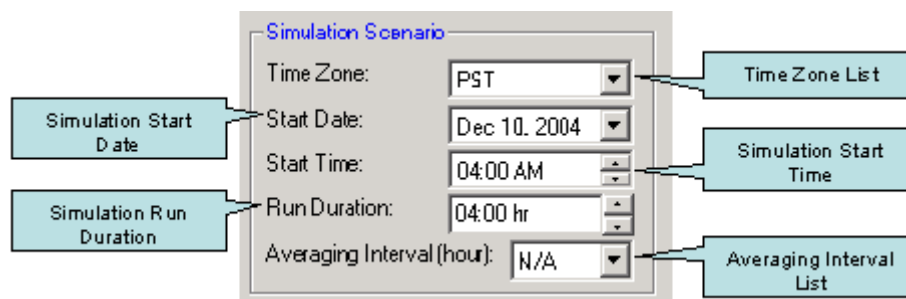 Simulation Scenario
Time Zone: PST
Time Zone List
Simulation Start
Date
Start Date: Dec 10. 2004
Start Time: 04:00 AM
Simulation Start
Time
Simulation Run
Duration
Run Duration: 04:00 hr
Averaging Interval(hour): N/A
Averaging Interval
List